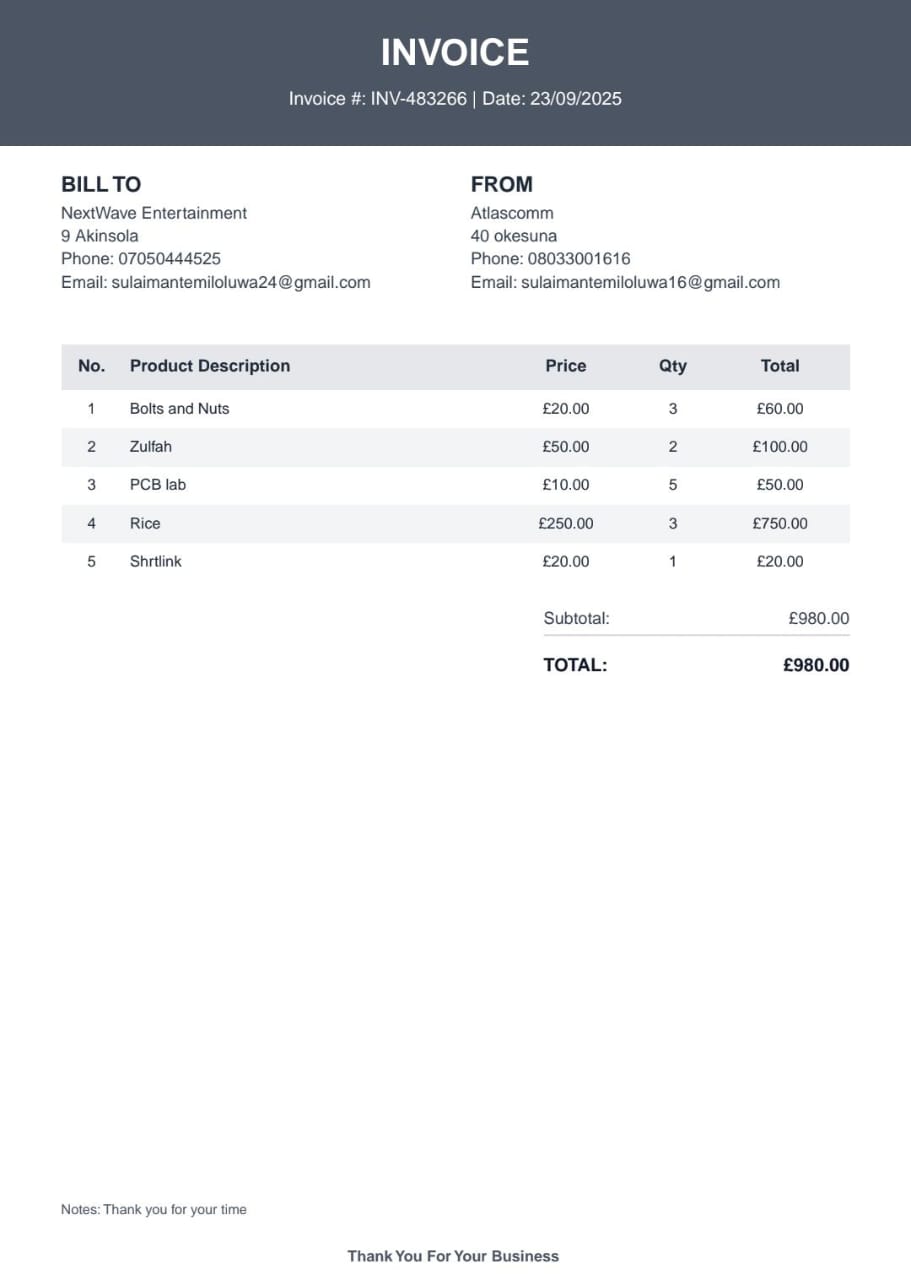 INVOICE
Invoice #: INV-483266 | Date: 23/09/2025
BILL TO
NextWave Entertainment
9 Akinsola
Phone: 07050444525
Email: sulaimantemiloluwa24@gmail.com
FROM
Atlascomm
40 okesuna
Phone: 08033001616
Email: sulaimantemiloluwa16@gmail.com
No. Product Description Price Qty Total
1 Bolts and Nuts £20.00 3 £60.00
2 Zulfah £50.00 2 £100.00
3 PCB lab £10.00 5 £50.00
4 Rice £250.00 3 £750.00
5 Shrtlink £20.00 1 £20.00
Subtotal: £980.00
TOTAL: £980.00
Notes: Thank you for your time
Thank You For Your Business